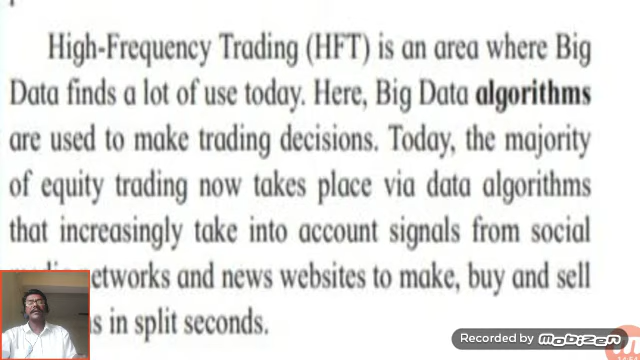 High-Frequency Trading (HFT) is an area where Big
Data finds a lot of use today. Here, Big Data algorithms
are used to make trading decisions. Today, the majority
of equity trading now takes place via data algorithms
that increasingly take into account signals from social
etworks and news websites to make, buy and sell
s in split seconds.
Recorded by MOBIZEN